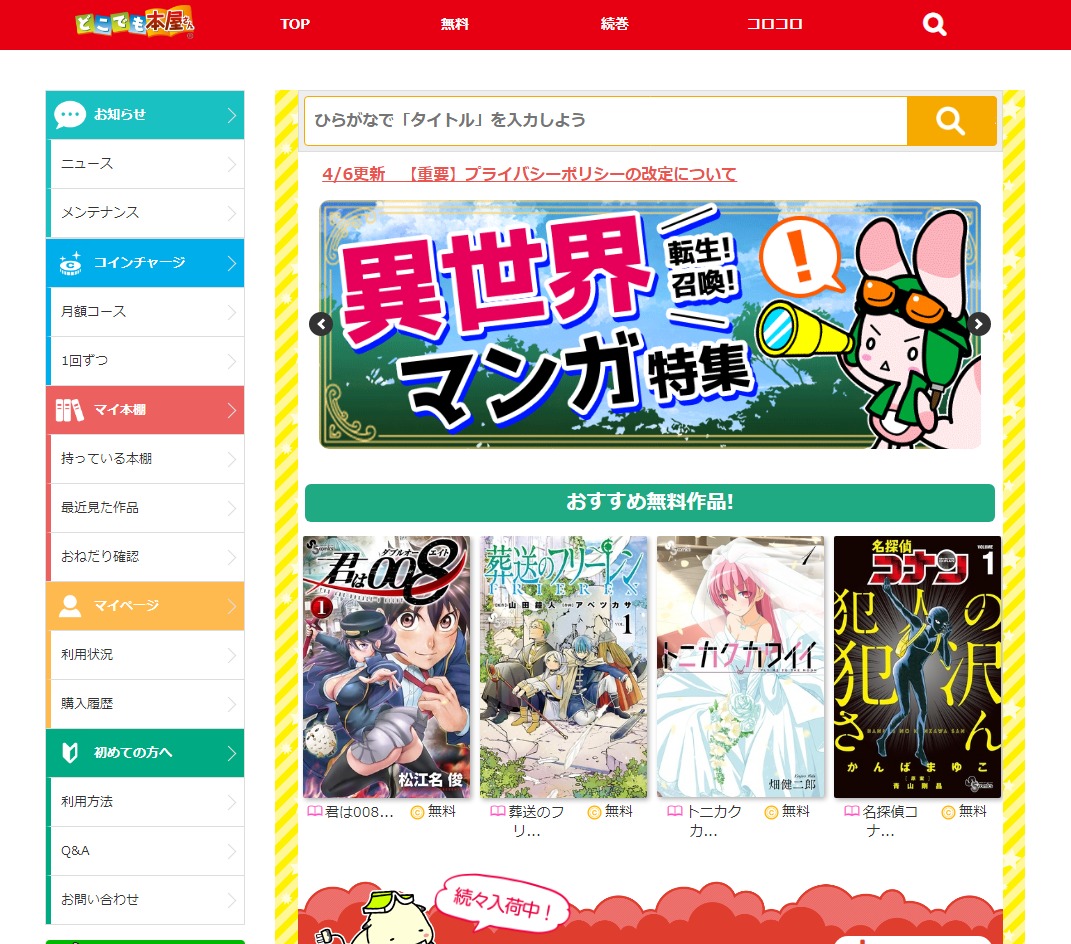 どこでも本屋さん
TOP
無料
続巻
コロコロ
お知らせ
ニュース
メンテナンス
コインチャージ
月額コース
1回ずつ
マイ本棚
持っている本棚
最近見た作品
おねだり確認
マイページ
利用状況
購入履歴
初めての方へ
利用方法
Q&A
お問い合わせ
ひらがなで「タイトル」を入力しよう
4/6更新 【重要】プライバシーポリシーの改定について
異世界
転生!
召喚!
マンガ特集
おすすめ無料作品!
ダブルオーエイト
君は008
1
松江名 俊
君は008...
無料
葬送のフリーレン
FRIEREN
山田鐘人
アベツカサ
VOL.
1
葬送のフ
リ...
無料
1
トニカクカワイイ
畑健二郎
トニカク
カ...
無料
名探偵
コナン
VOLUME
1
犯人の
犯沢
さん
HANNIN NO HANZAWA SAN
かんばまゆこ
[原案]
青山剛昌
名探偵コ
ナ...
無料
続々入荷中!